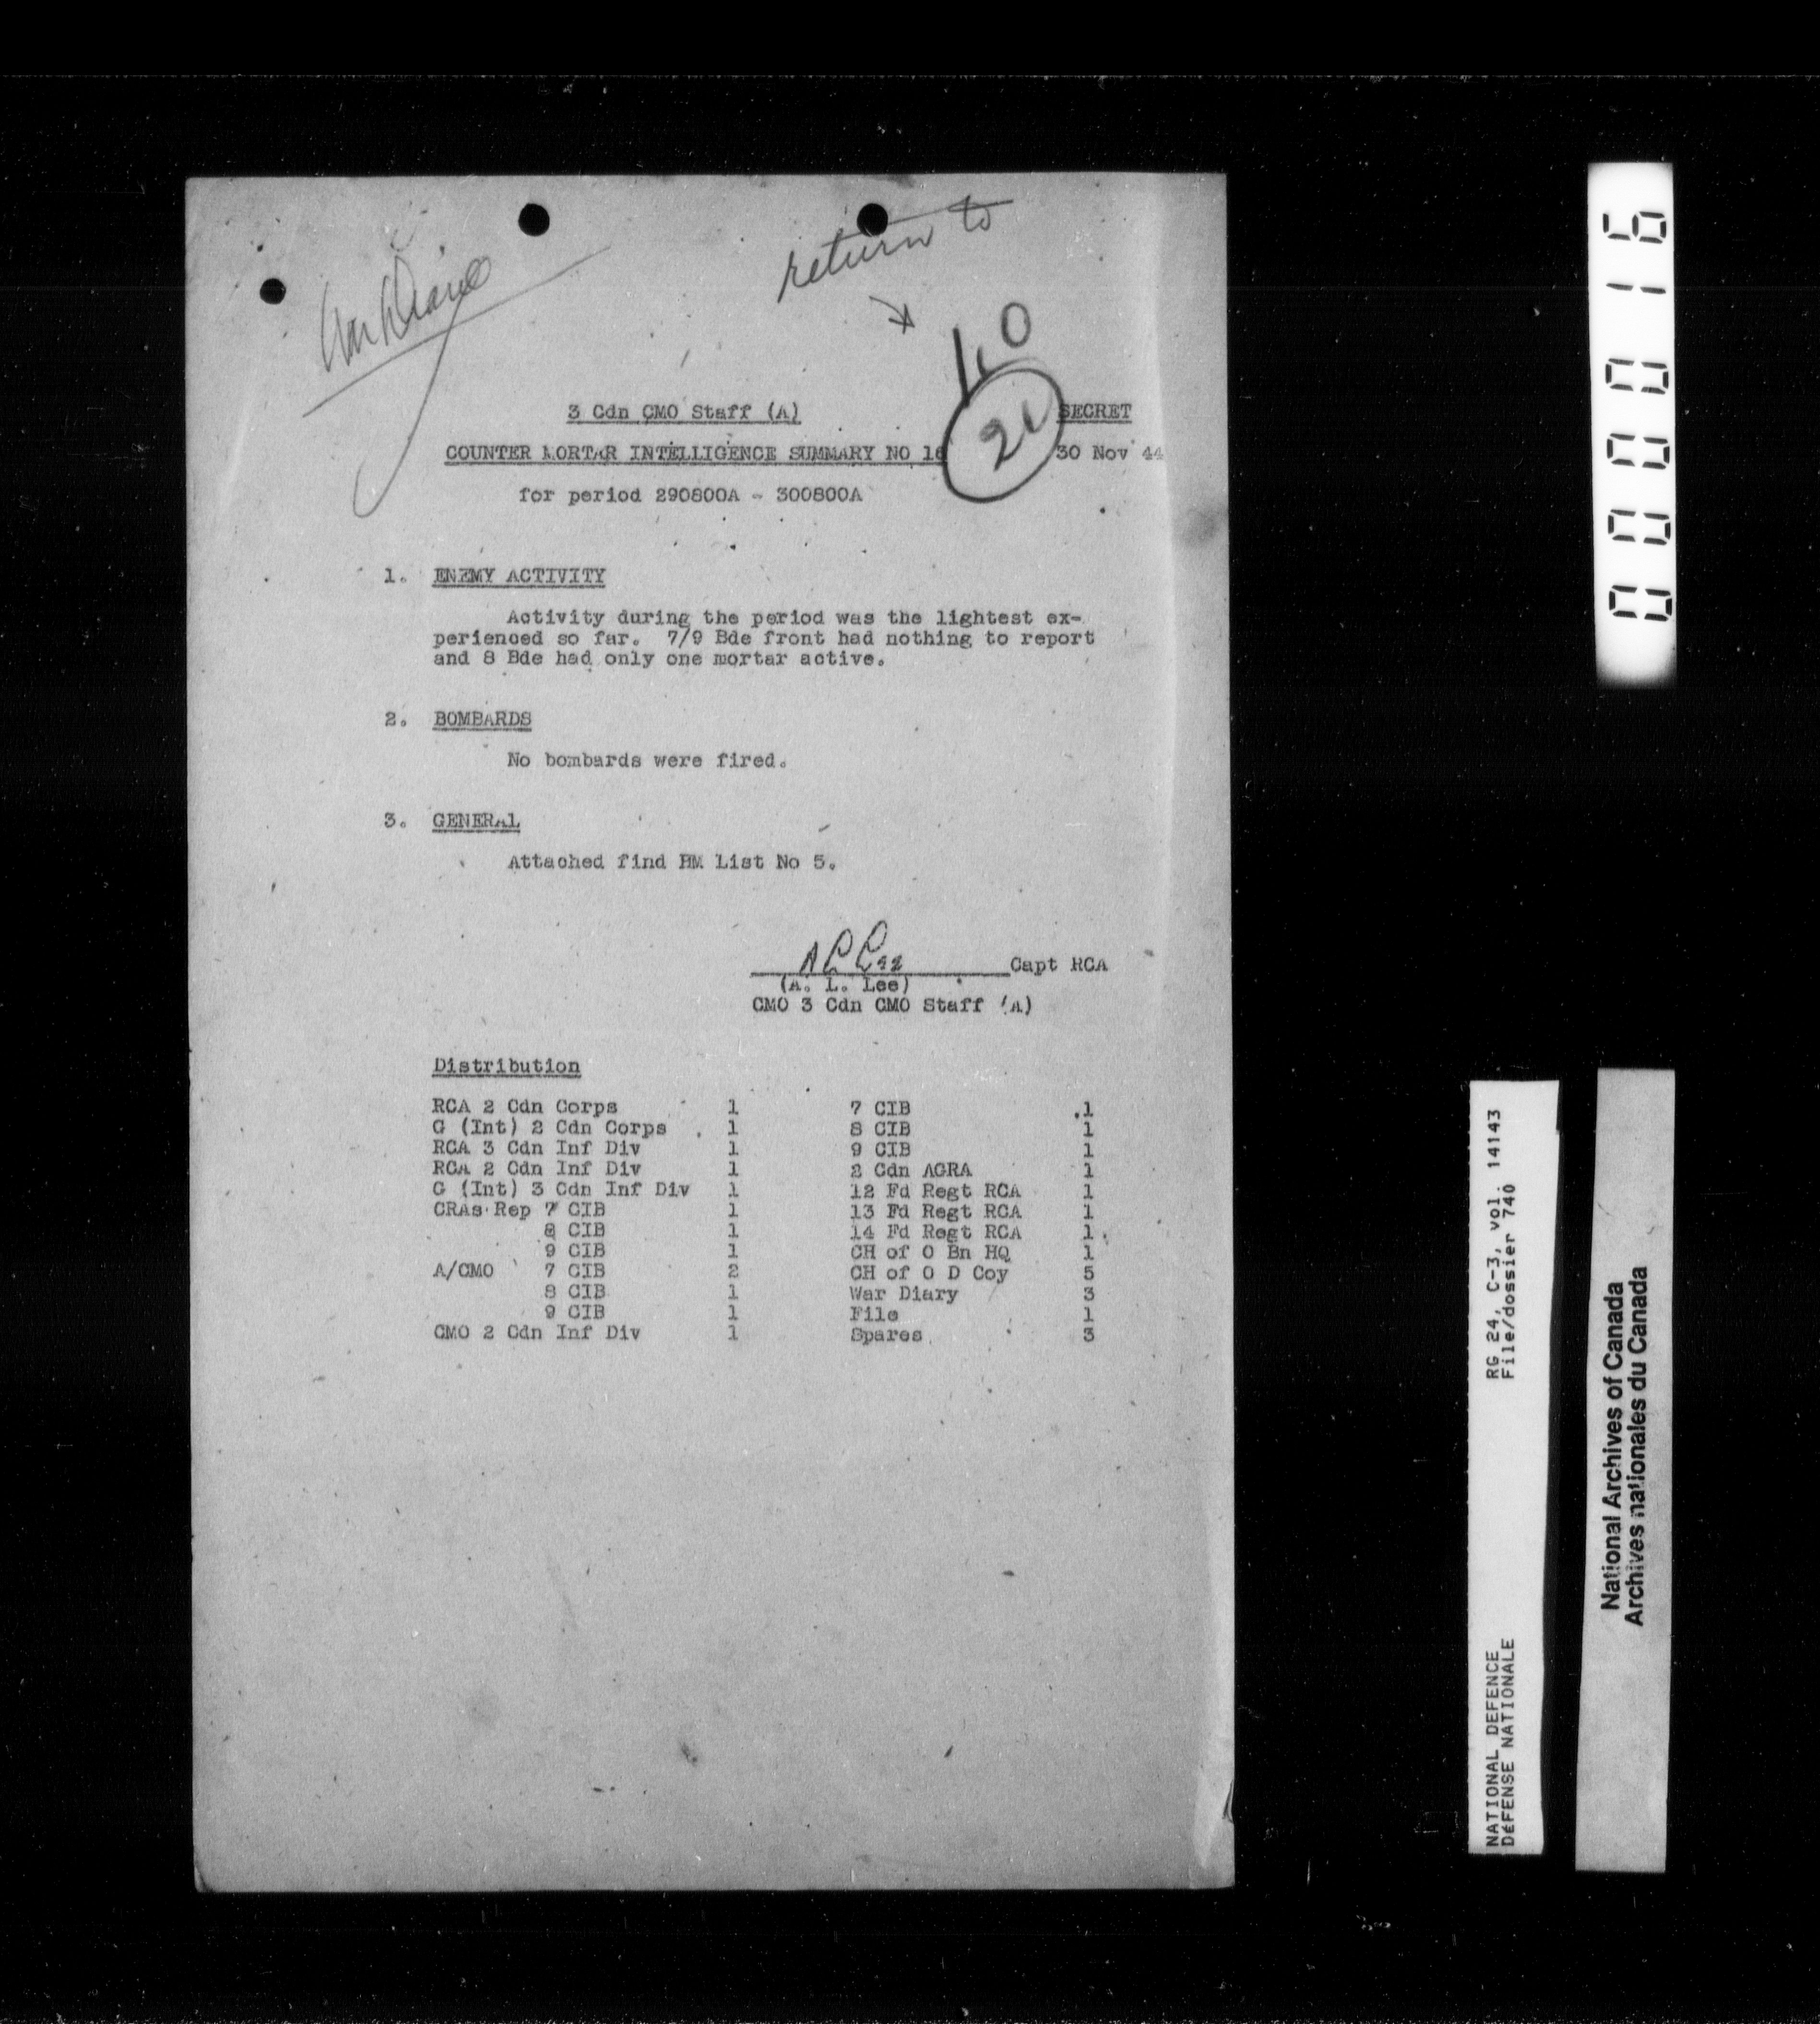 return to
3 Cdn CMO Staff (A)
SECRET
COUNTER MORTAR INTELLIGENCE SUMMARY NO 16
30 Nov 44
for period 290800A - 300800A
1. ENEMY ACTIVITY
Activity during the period was the lightest ex-
perienced so far. 7/9 Bde front had nothing to report
and 8 Bde had only one mortar active.
2. BOMBARDS
No bombards were fired.
3. GENERAL
Attached find HM List No 5.
A L Lee Capt RCA
(A. L. Lee)
CMO 3 Cdn CMO Staff (A)
Distribution
RCA 2 Cdn Corps 1 7 CIB 1
G (Int) 2 Cdn Corps 1 8 CIB 1
RCA 3 Cdn Inf Div 1 9 CIB 1
RCA 2 Cdn Inf Div 1 2 Cdn AGRA 1
G (Int) 3 Cdn Inf Div 1 12 Fd Regt RCA 1
CRAs Rep 7 CIB 1 13 Fd Regt RCA 1
8 CIB 1 14 Fd Regt RCA 1
9 CIB 1 CH of O Bn HQ 1
A/CMO 7 CIB 2 CH of O D Coy 5
8 CIB 1 War Diary 3
9 CIB 1 File 1
CMO 2 Cdn Inf Div 1 Spares 3
000016
NATIONAL DEFENCE RG 24, C-3, vol. 14143
DÉFENSE NATIONALE File/dossier 740
National Archives of Canada
Archives nationales du Canada